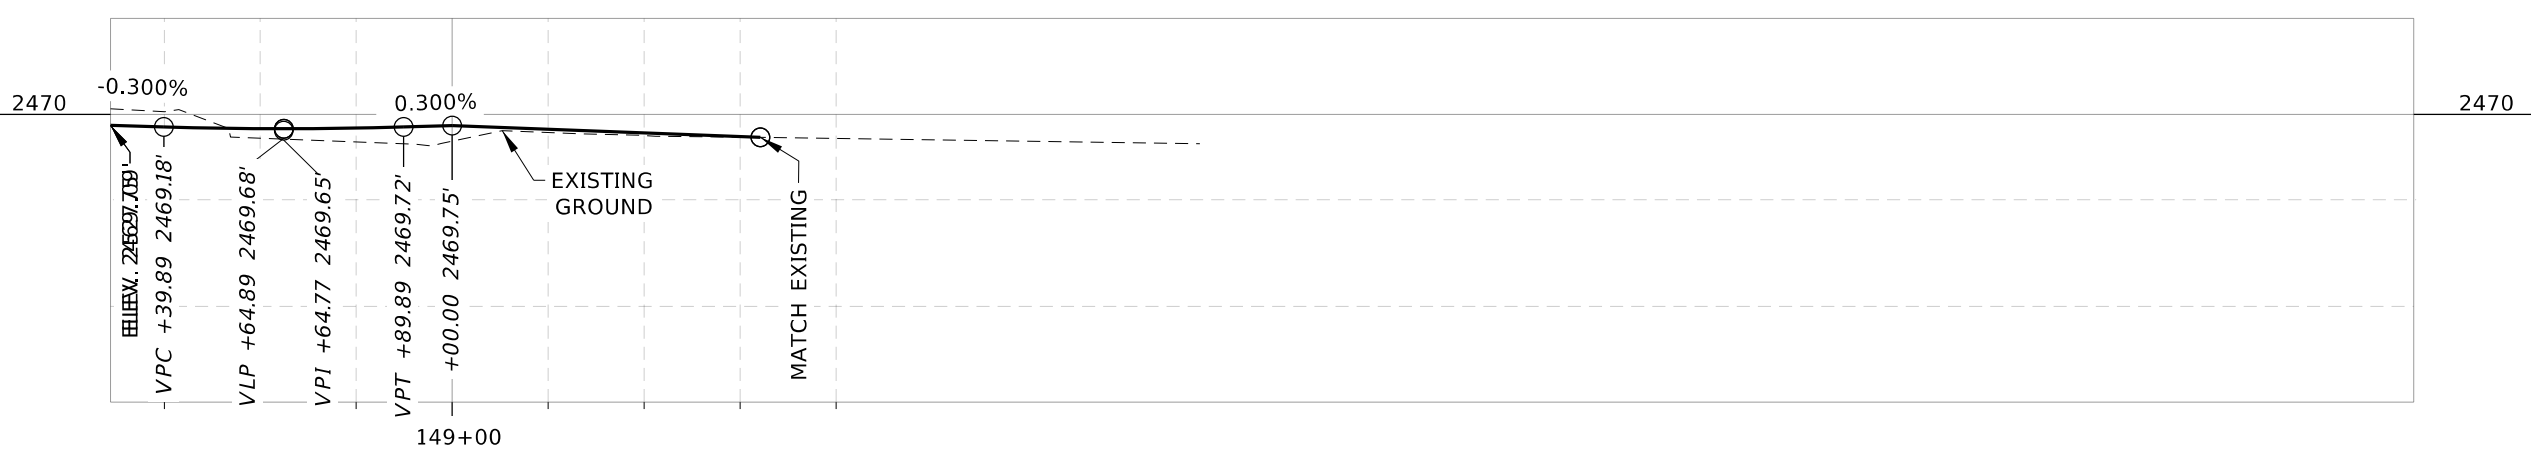 -0.300%
0.300%
2470
2470
VPC +39.89 2469.18'
VLP +64.89 2469.68'
VPI +64.77 2469.65'
VPT +89.89 2469.72'
+00.00 2469.75'
EXISTING
GROUND
MATCH EXISTING
149+00